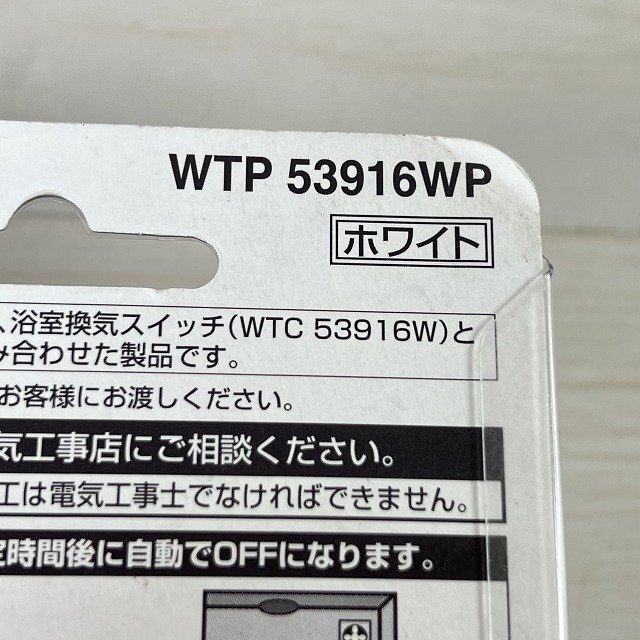 WTP 53916WP
ホワイト
、浴室換気スイッチ(WTC 53916W)と
み合わせた製品です。
お客様にお渡しください。
気工事店にご相談ください。
工は電気工事士でなければできません。
定時間後に自動でOFFになります。